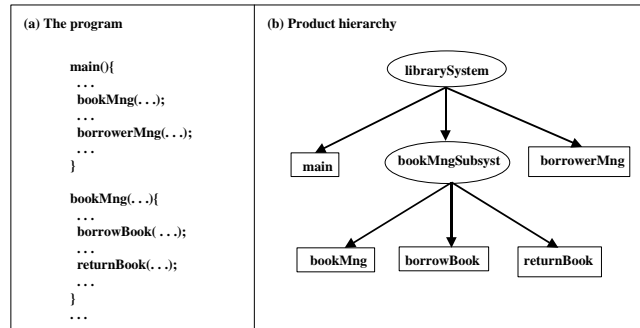 (a) The program
main(){
. . .
bookMng(. . .);
. . .
borrowerMng(. . .);
. . .
}
bookMng(. . .){
. . .
borrowBook( . . .);
. . .
returnBook(. . .);
. . .
}
. . .
(b) Product hierarchy
librarySystem
main
bookMngSubsyst
borrowerMng
bookMng
borrowBook
returnBook